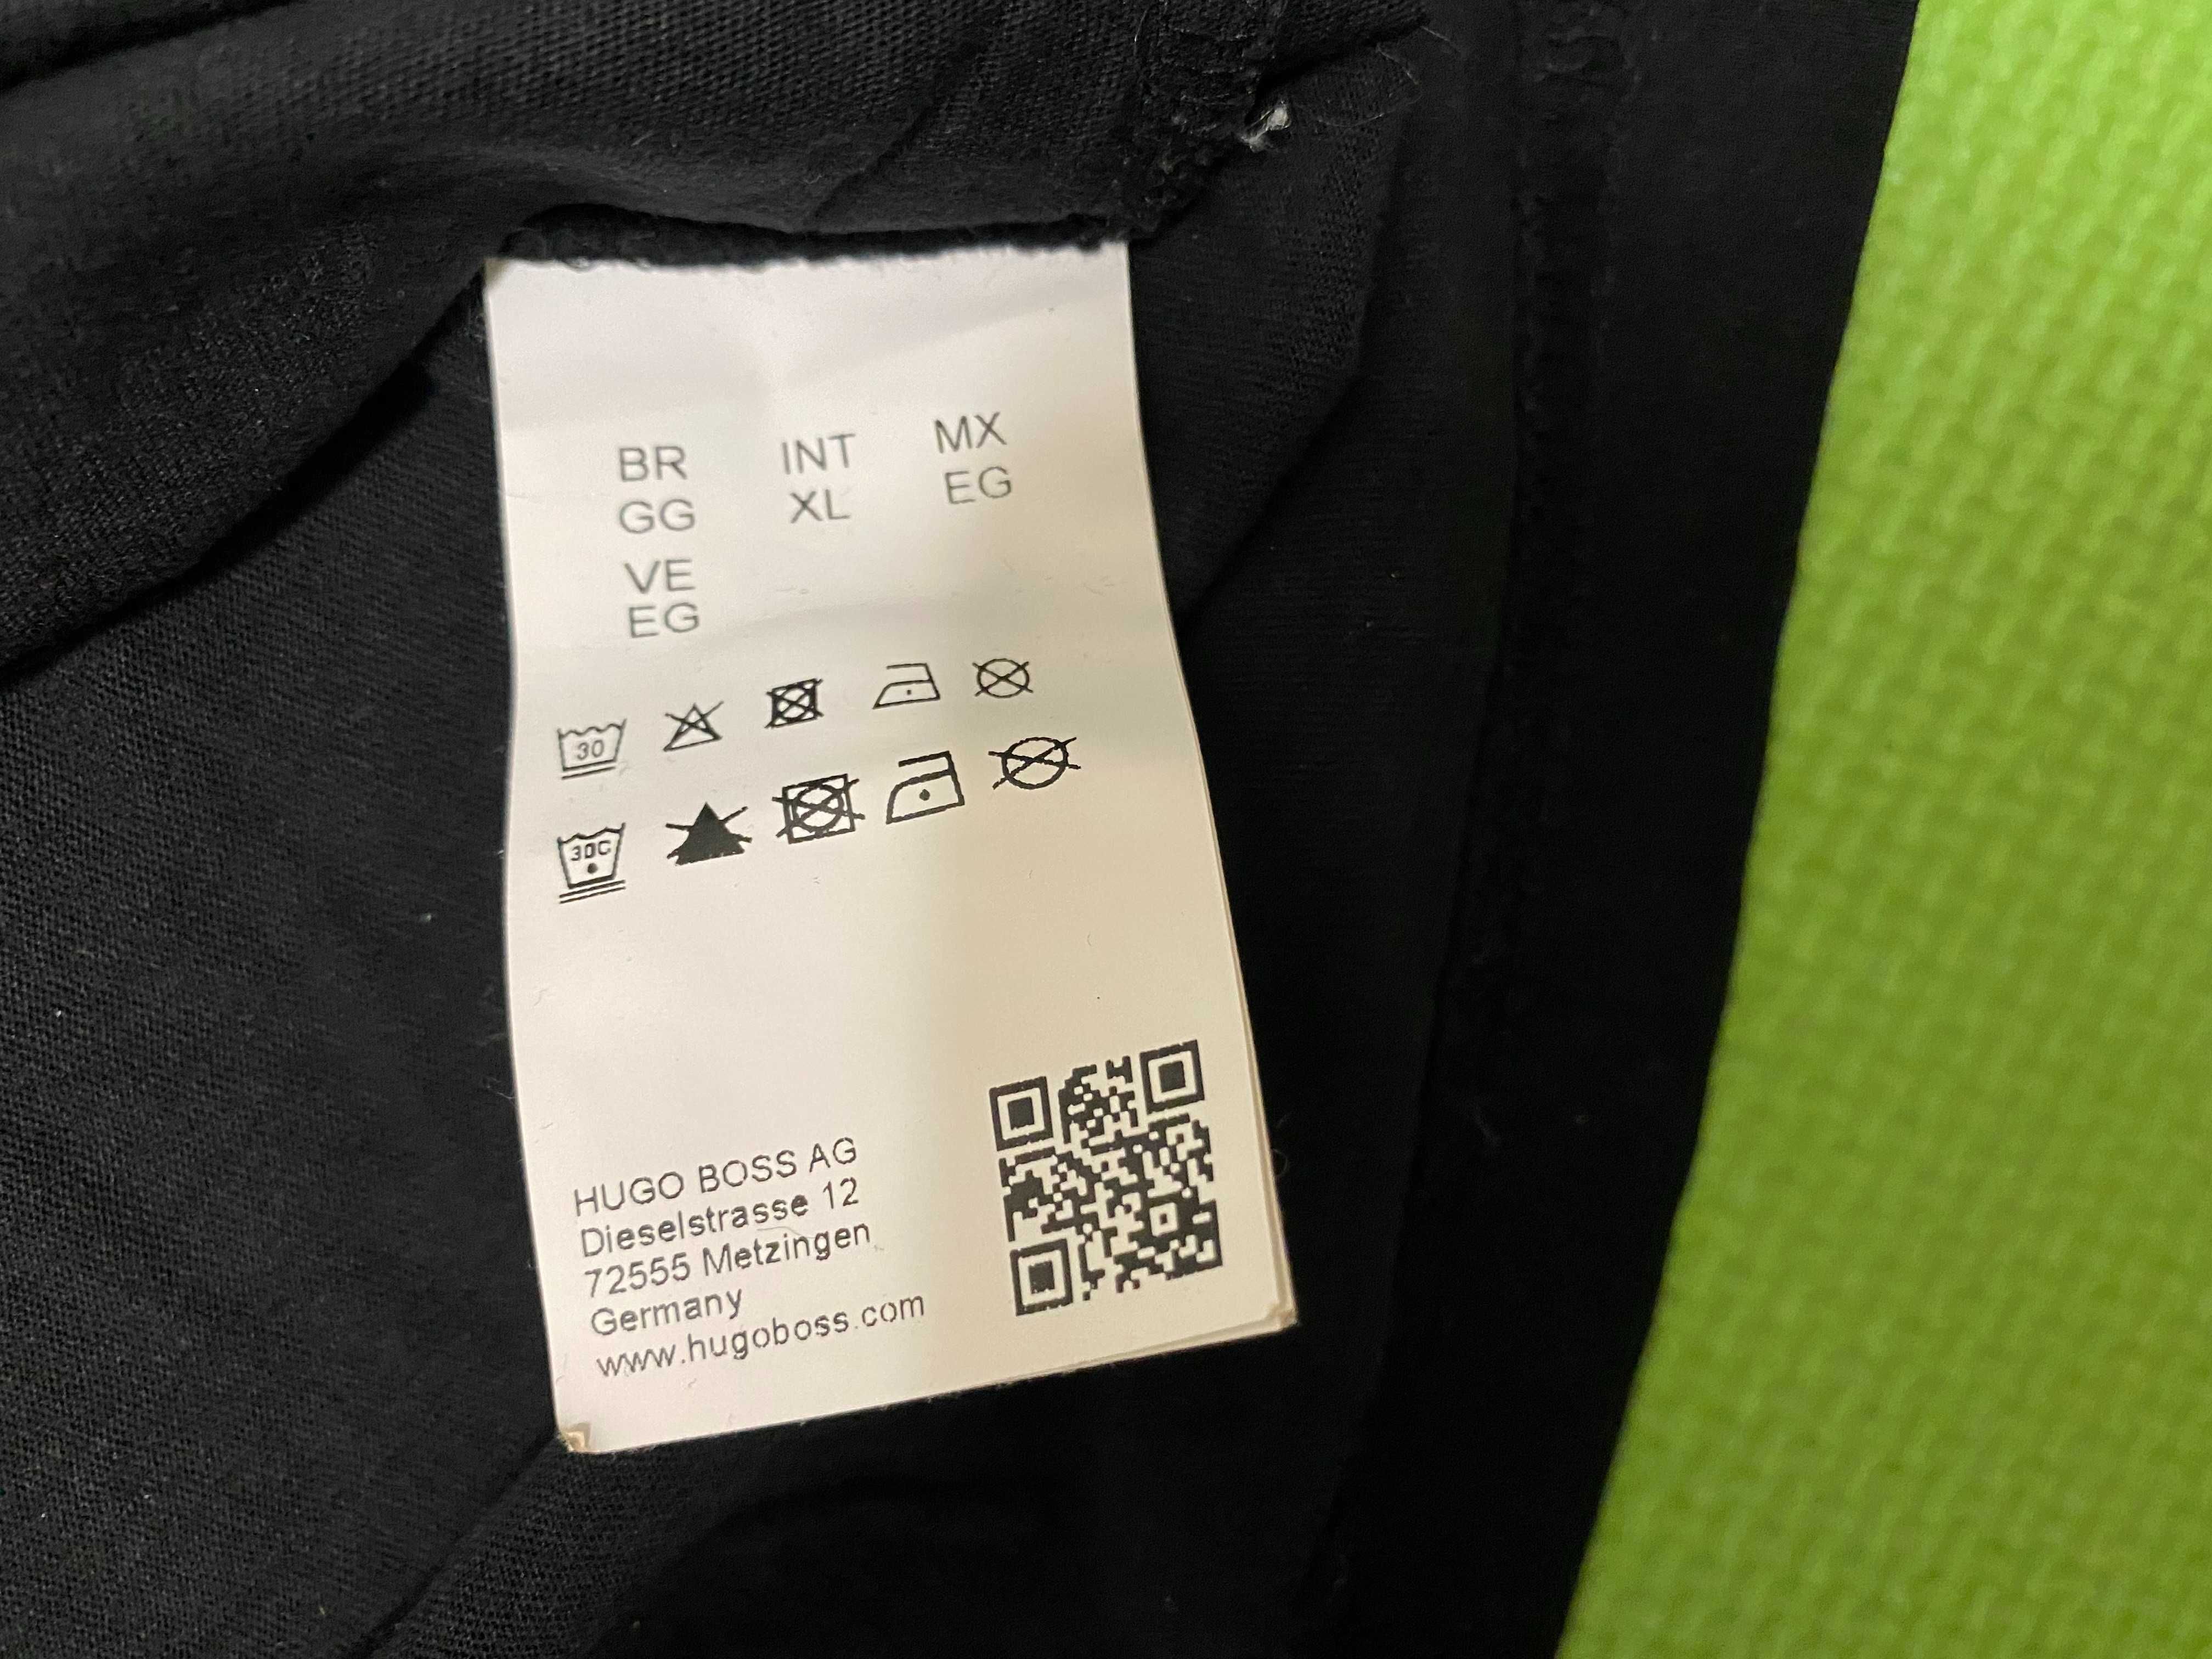 BR INT MX
GG XL EG
VE
EG
30
30C
HUGO BOSS AG
Dieselstrasse 12
72555 Metzingen
Germany
www.hugoboss.com